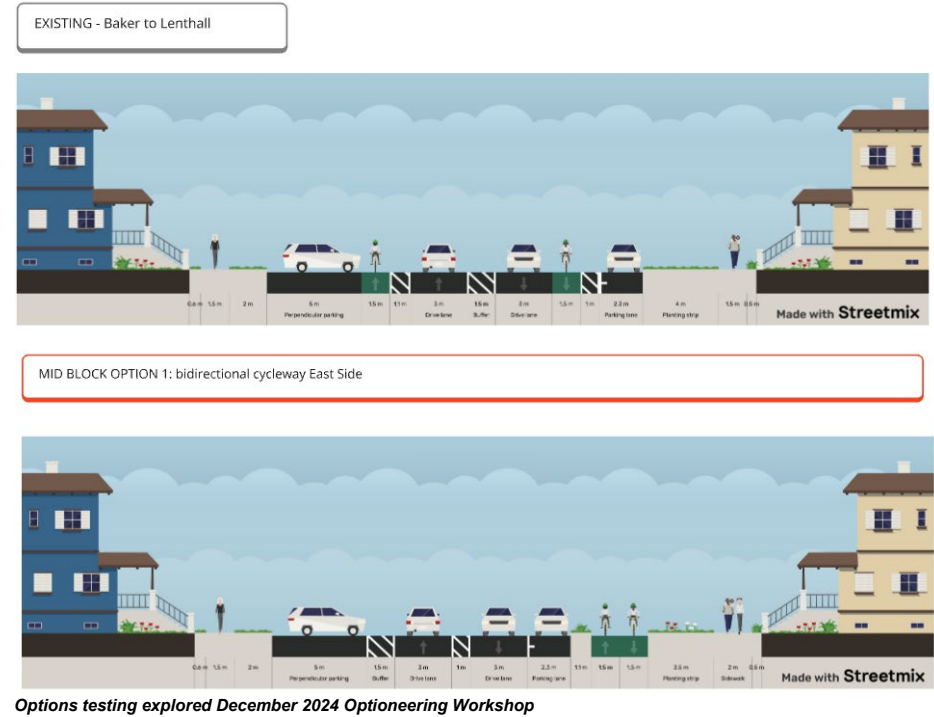 EXISTING - Baker to Lenthall
0.6 m 1.5 m 2 m 5 m 1.5 m 1.1 m 3 m 1.5 m 3 m 1.5 m 1 m 2.3 m 4 m 1.5 m 0.5 m
Perpendicular parking Drive lane Buffer Drive lane Parking lane Planting strip
Made with Streetmix
MID BLOCK OPTION 1: bidirectional cycleway East Side
0.6 m 1.5 m 2 m 5 m 1.5 m 3 m 1 m 3 m 2.3 m 1.1 m 1.5 m 1.5 m 3.5 m 2 m 0.5 m
Perpendicular parking Buffer Drive lane Drive lane Parking lane Planting strip Sidewalk
Made with Streetmix
Options testing explored December 2024 Optioneering Workshop